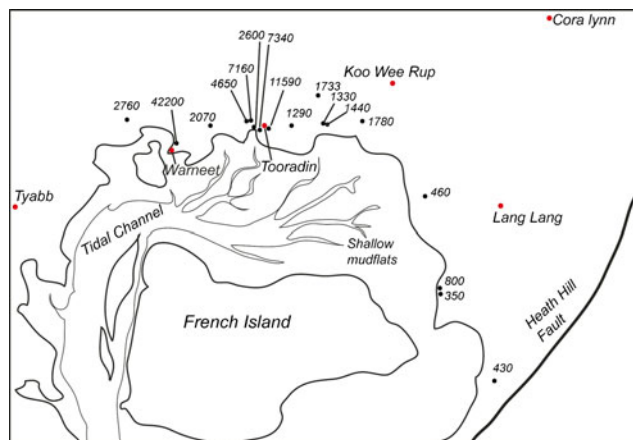 Cora lynn
2600
7340
7160
4650
11590
Koo Wee Rup
1733
1330
1440
2760
42200
2070
1290
1780
Warneet
Tooradin
Tyabb
460
Lang Lang
Tidal Channel
Shallow
mudflats
800
350
French Island
Heath Hill
Fault
430